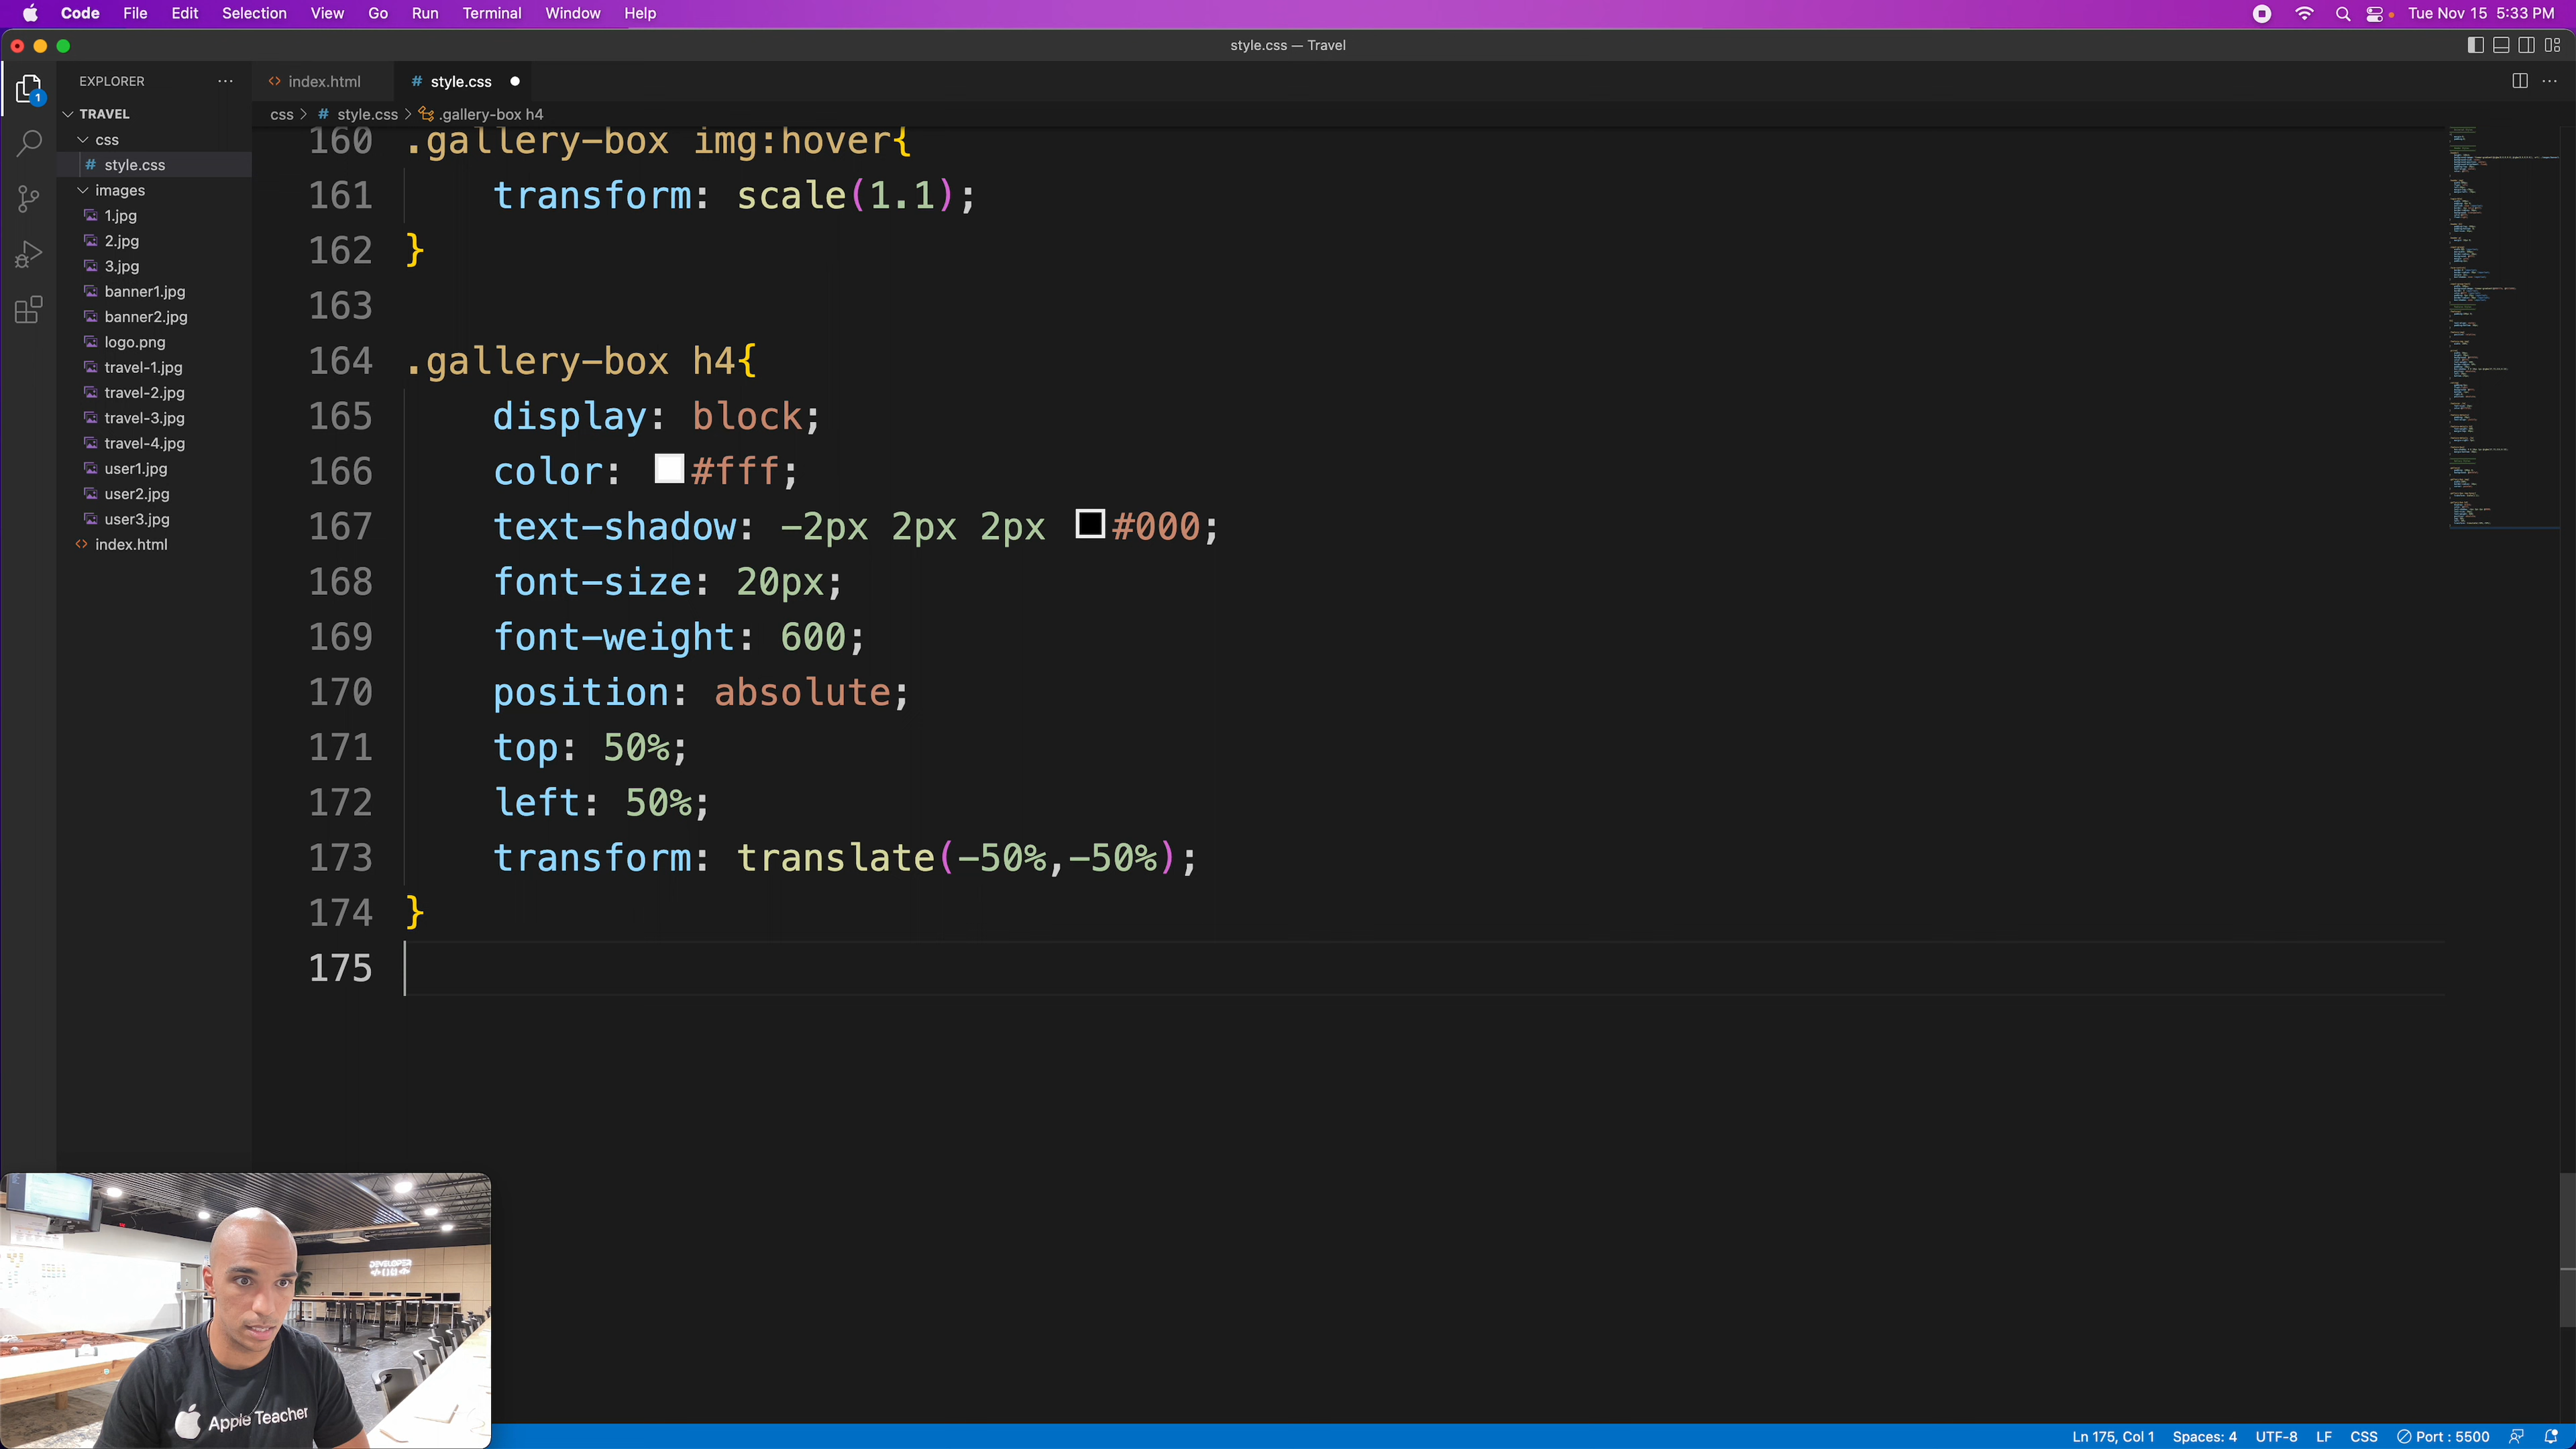 Code File Edit Selection View Go Run Terminal Window Help Tue Nov 15 5:33 PM
style.css — Travel
EXPLORER ··· index.html # style.css
1
TRAVEL
css > # style.css > .gallery-box h4
css
# style.css
images
1.jpg
2.jpg
3.jpg
banner1.jpg
banner2.jpg
logo.png
travel-1.jpg
travel-2.jpg
travel-3.jpg
travel-4.jpg
user1.jpg
user2.jpg
user3.jpg
index.html
160 .gallery-box img:hover{
161 transform: scale(1.1);
162 }
163
164 .gallery-box h4{
165 display: block;
166 color: #fff;
167 text-shadow: -2px 2px 2px #000;
168 font-size: 20px;
169 font-weight: 600;
170 position: absolute;
171 top: 50%;
172 left: 50%;
173 transform: translate(-50%,-50%);
174 }
175
DEVELOPER
Apple Teacher
Ln 175, Col 1 Spaces: 4 UTF-8 LF CSS Port : 5500